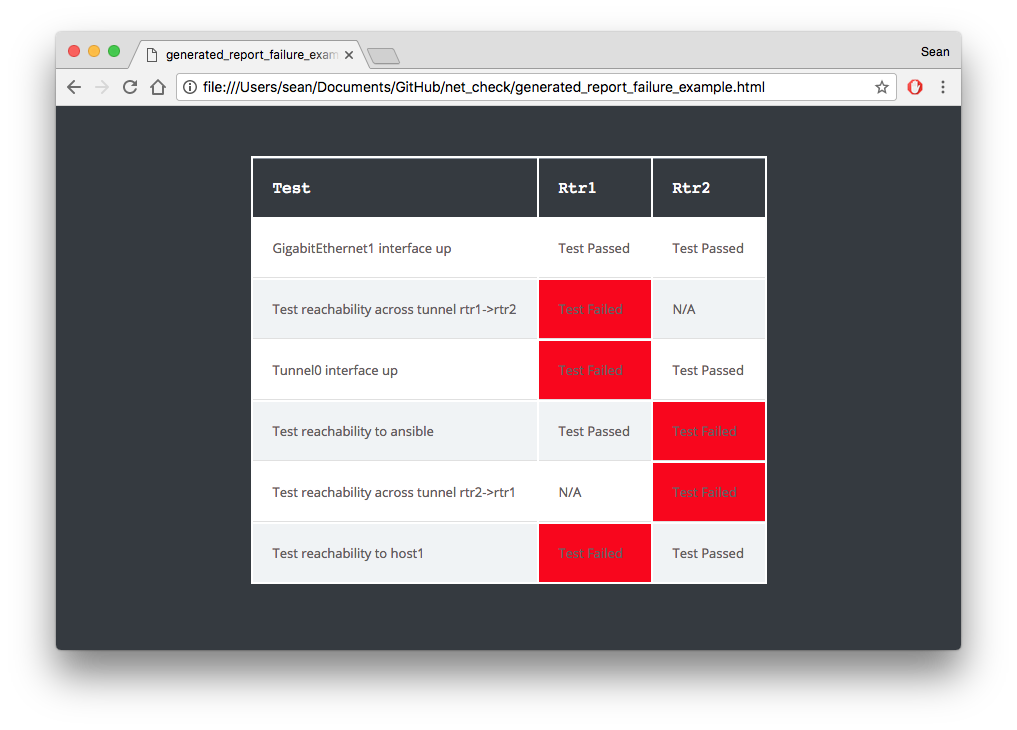 generated_report_failure_exam
Sean
file:///Users/sean/Documents/GitHub/net_check/generated_report_failure_example.html
Test Rtr1 Rtr2
GigabitEthernet1 interface up Test Passed Test Passed
Test reachability across tunnel rtr1->rtr2 Test Failed N/A
Tunnel0 interface up Test Failed Test Passed
Test reachability to ansible Test Passed Test Failed
Test reachability across tunnel rtr2->rtr1 N/A Test Failed
Test reachability to host1 Test Failed Test Passed